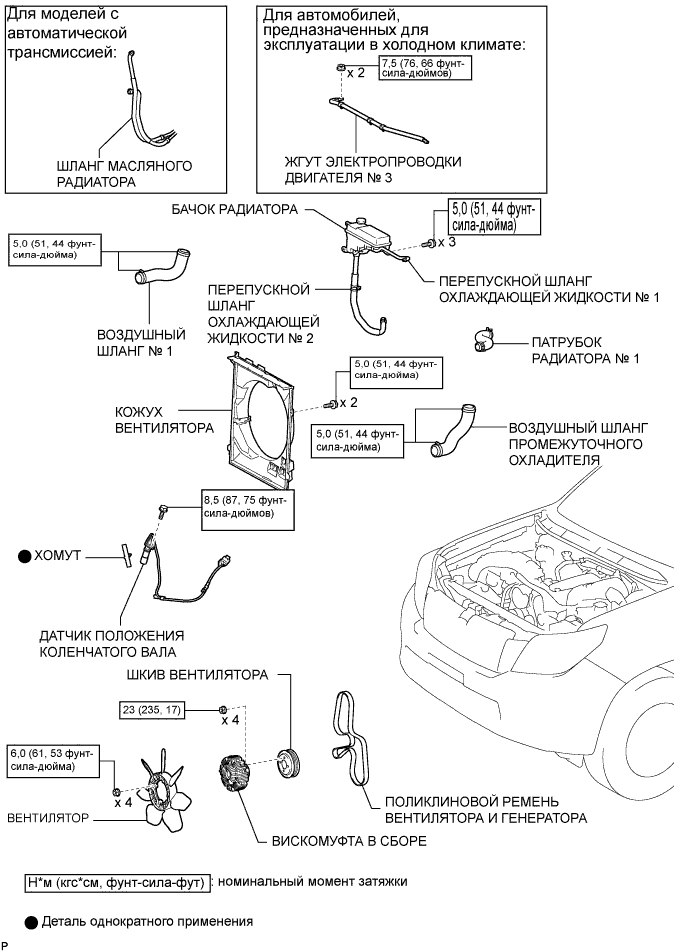 Для моделей с
автоматической
трансмиссией:
ШЛАНГ МАСЛЯНОГО
РАДИАТОРА
Для автомобилей,
предназначенных для
эксплуатации в холодном климате:
7,5 (76, 66 фунт-
сила-дюймов)
x 2
ЖГУТ ЭЛЕКТРОПРОВОДКИ
ДВИГАТЕЛЯ № 3
БАЧОК РАДИАТОРА
5,0 (51, 44 фунт-
сила-дюйма)
x 3
5,0 (51, 44 фунт-
сила-дюйма)
ПЕРЕПУСКНОЙ ШЛАНГ
ОХЛАЖДАЮЩЕЙ ЖИДКОСТИ № 1
ПЕРЕПУСКНОЙ
ШЛАНГ
ОХЛАЖДАЮЩЕЙ
ЖИДКОСТИ № 2
ВОЗДУШНЫЙ
ШЛАНГ № 1
ПАТРУБОК
РАДИАТОРА № 1
5,0 (51, 44 фунт-
сила-дюйма)
x 2
КОЖУХ
ВЕНТИЛЯТОРА
5,0 (51, 44 фунт-
сила-дюйма)
ВОЗДУШНЫЙ ШЛАНГ
ПРОМЕЖУТОЧНОГО
ОХЛАДИТЕЛЯ
8,5 (87, 75 фунт-
сила-дюймов)
ХОМУТ
ДАТЧИК ПОЛОЖЕНИЯ
КОЛЕНЧАТОГО ВАЛА
ШКИВ ВЕНТИЛЯТОРА
23 (235, 17)
x 4
6,0 (61, 53 фунт-
сила-дюйма)
x 4
ВЕНТИЛЯТОР
ПОЛИКЛИНОВОЙ РЕМЕНЬ
ВЕНТИЛЯТОРА И ГЕНЕРАТОРА
ВИСКОМУФТА В СБОРЕ
Н*м (кгс*см, фунт-сила-фут) : номинальный момент затяжки
Деталь однократного применения
P